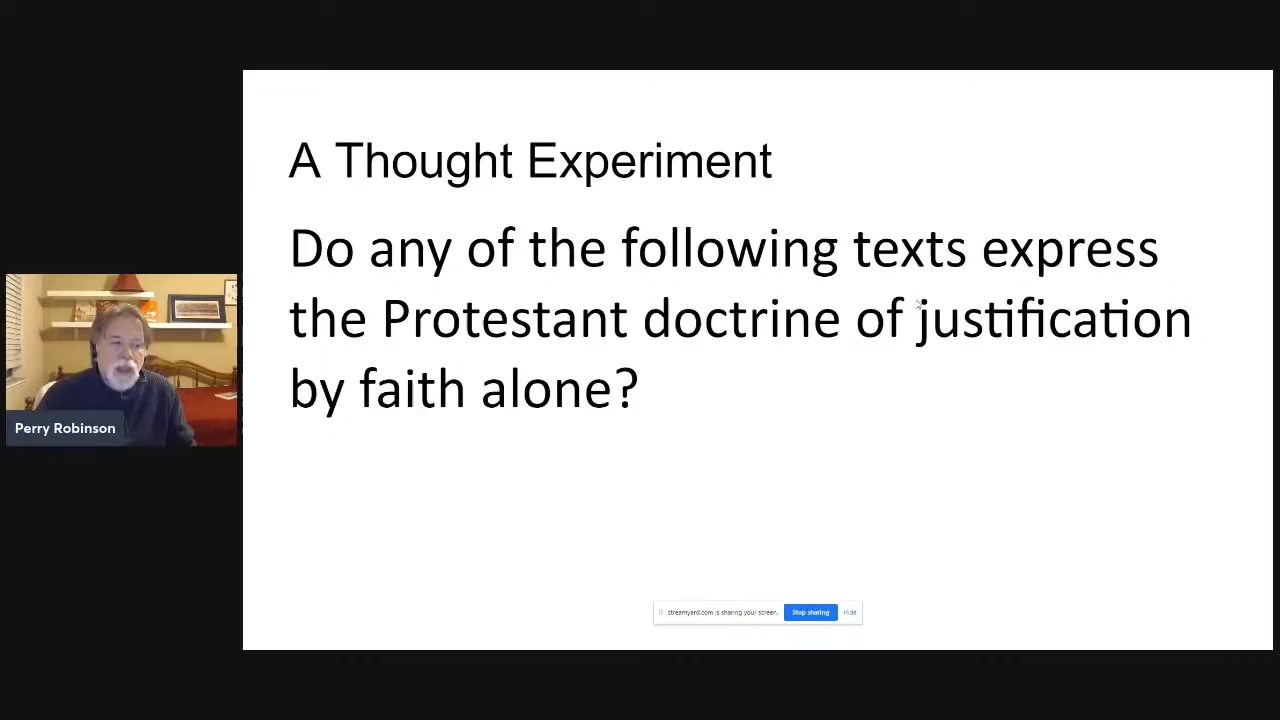 A Thought Experiment
Do any of the following texts express
the Protestant doctrine of justification
by faith alone?
Perry Robinson
streamyard.com is sharing your screen. Stop sharing Hide